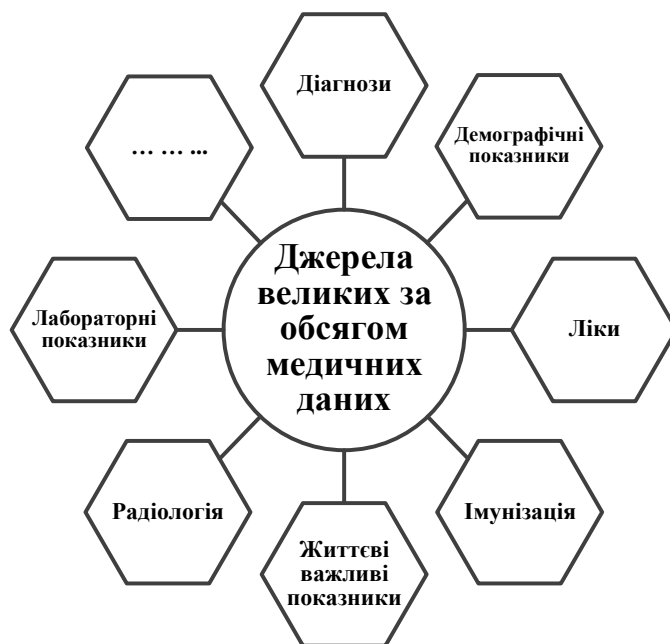 Діагнози
Демографічні
показники
Ліки
Імунізація
Життєві
важливі
показники
Радіологія
Лабораторні
показники
… … ...
Джерела
великих за
обсягом
медичних
даних